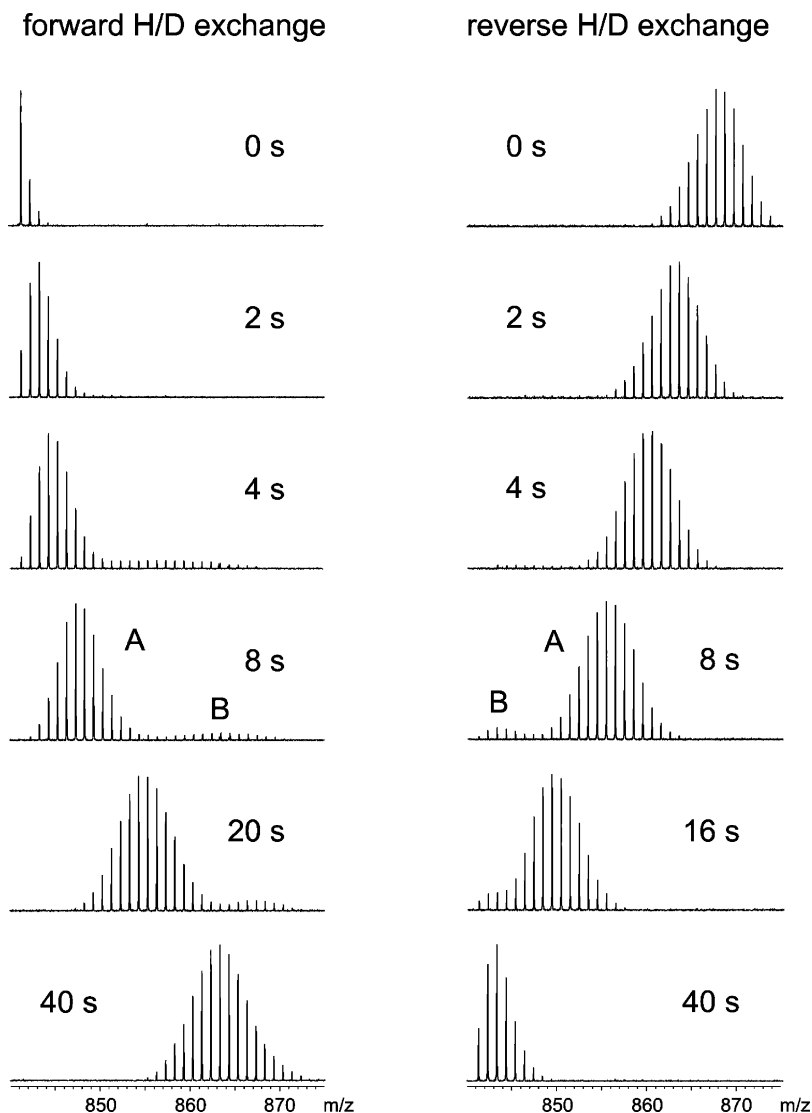 forward H/D exchange
reverse H/D exchange
0 s
0 s
2 s
2 s
4 s
4 s
A
8 s
B
A
8 s
B
20 s
16 s
40 s
40 s
850 860 870 m/z
850 860 870 m/z